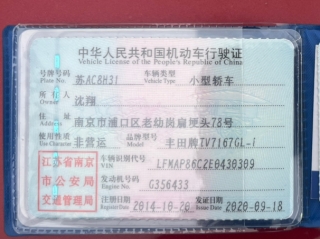 中华人民共和国机动车行驶证
Vehicle License of the People's Republic of China
号牌号码 苏AC8H31 车辆类型 小型轿车
Plate No. Vehicle Type
所有人 沈翔
Owner
住址 南京市浦口区老幼岗扁埂头78号
Address
使用性质 非营运 品牌型号 丰田牌TV7167GL-i
Use Character Model
江苏省南京
市公安局
交通管理局
车辆识别代号 LFMAP86C2E0430309
VIN
发动机号码 G356433
Engine No.
注册日期 2014-10-20 发证日期 2020-09-18
Register Date Issue Date